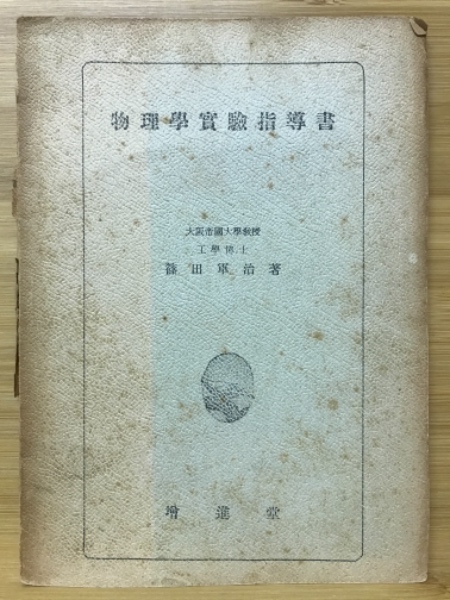 物理學實驗指導書
大阪帝國大學教授
工學博士
篠田軍治著
增進堂